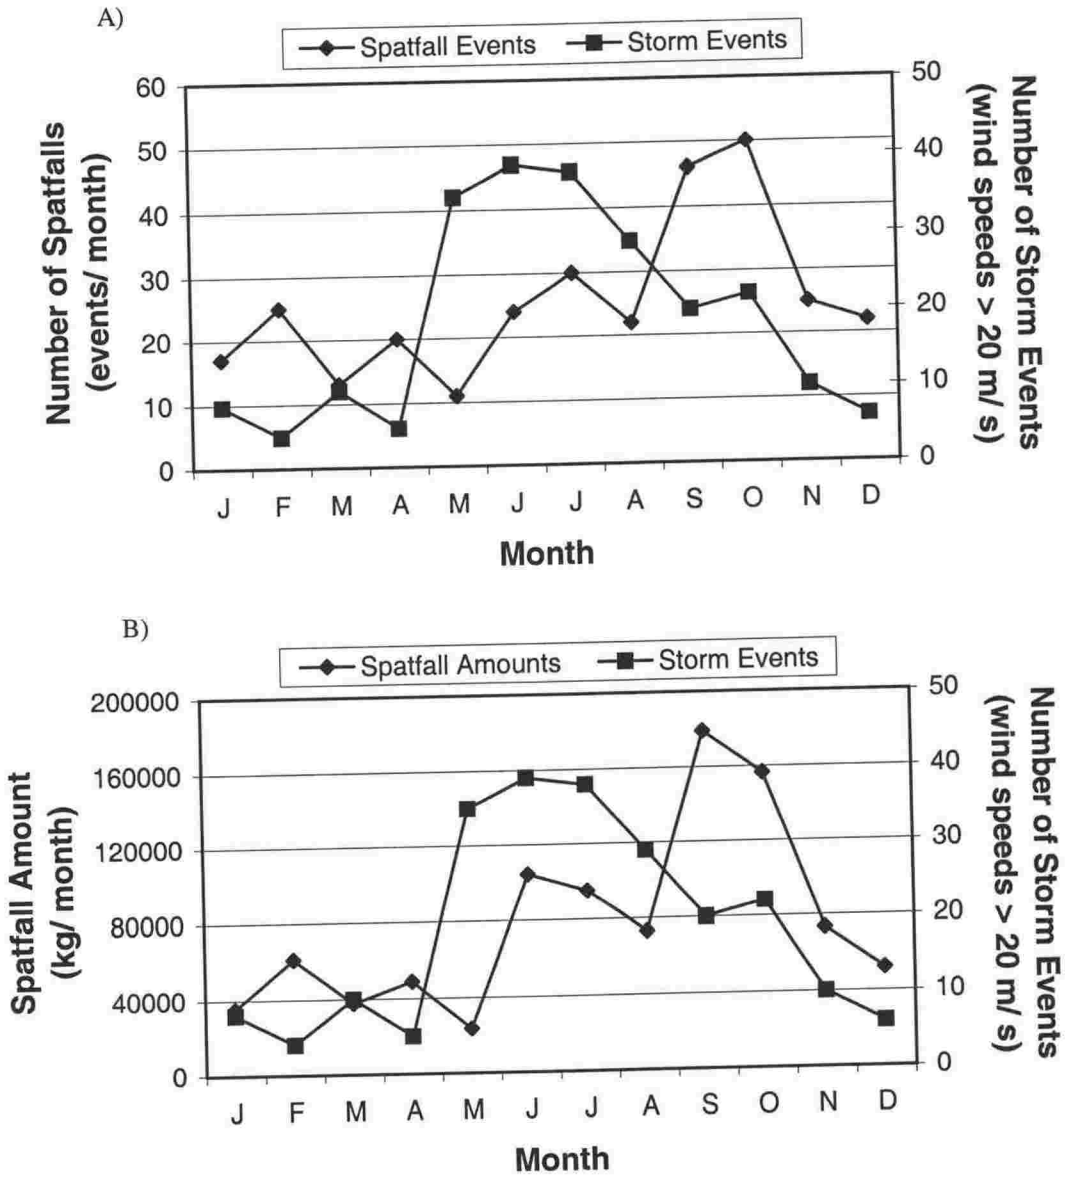 A)
Spatfall Events Storm Events
60
50
40
30
20
10
0
50
40
30
20
10
0
Number of Spatfalls
(events/ month)
Number of Storm Events
(wind speeds > 20 m/ s)
J F M A M J J A S O N D
Month
B)
Spatfall Amounts Storm Events
200000
160000
120000
80000
40000
0
50
40
30
20
10
0
Spatfall Amount
(kg/ month)
Number of Storm Events
(wind speeds > 20 m/ s)
J F M A M J J A S O N D
Month